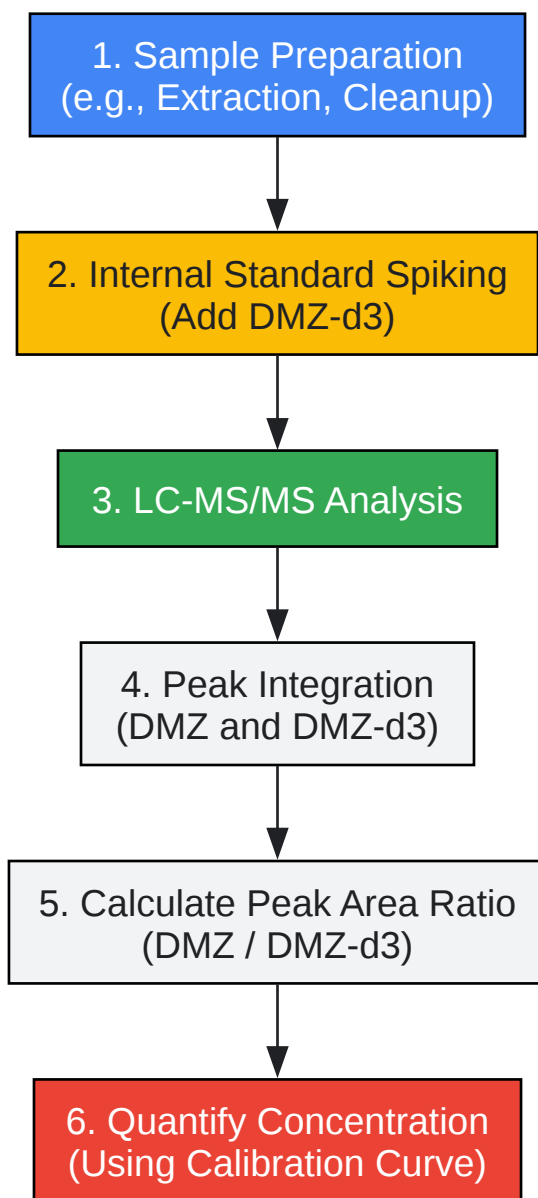 1. Sample Preparation
(e.g., Extraction, Cleanup)
2. Internal Standard Spiking
(Add DMZ-d3)
3. LC-MS/MS Analysis
4. Peak Integration
(DMZ and DMZ-d3)
5. Calculate Peak Area Ratio
(DMZ / DMZ-d3)
6. Quantify Concentration
(Using Calibration Curve)